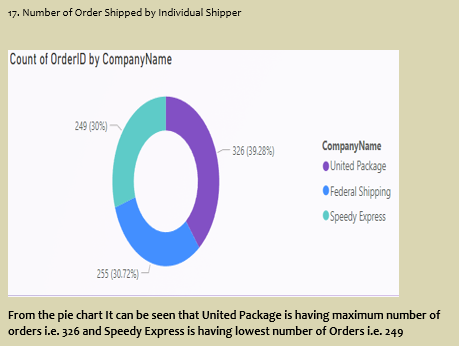 17. Number of Order Shipped by Individual Shipper
Count of OrderID by CompanyName
249 (30%)
326 (39.28%)
CompanyName
United Package
Federal Shipping
Speedy Express
255 (30.72%)
From the pie chart It can be seen that United Package is having maximum number of
orders i.e. 326 and Speedy Express is having lowest number of Orders i.e. 249